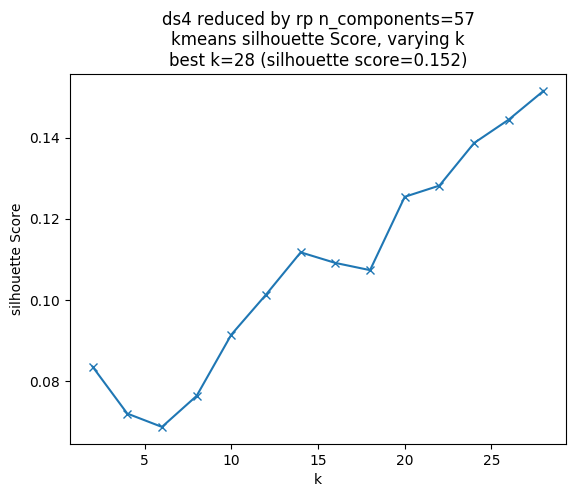 ds4 reduced by rp n_components=57
kmeans silhouette Score, varying k
best k=28 (silhouette score=0.152)
0.14
0.12
0.10
0.08
silhouette Score
5
10
15
20
25
k